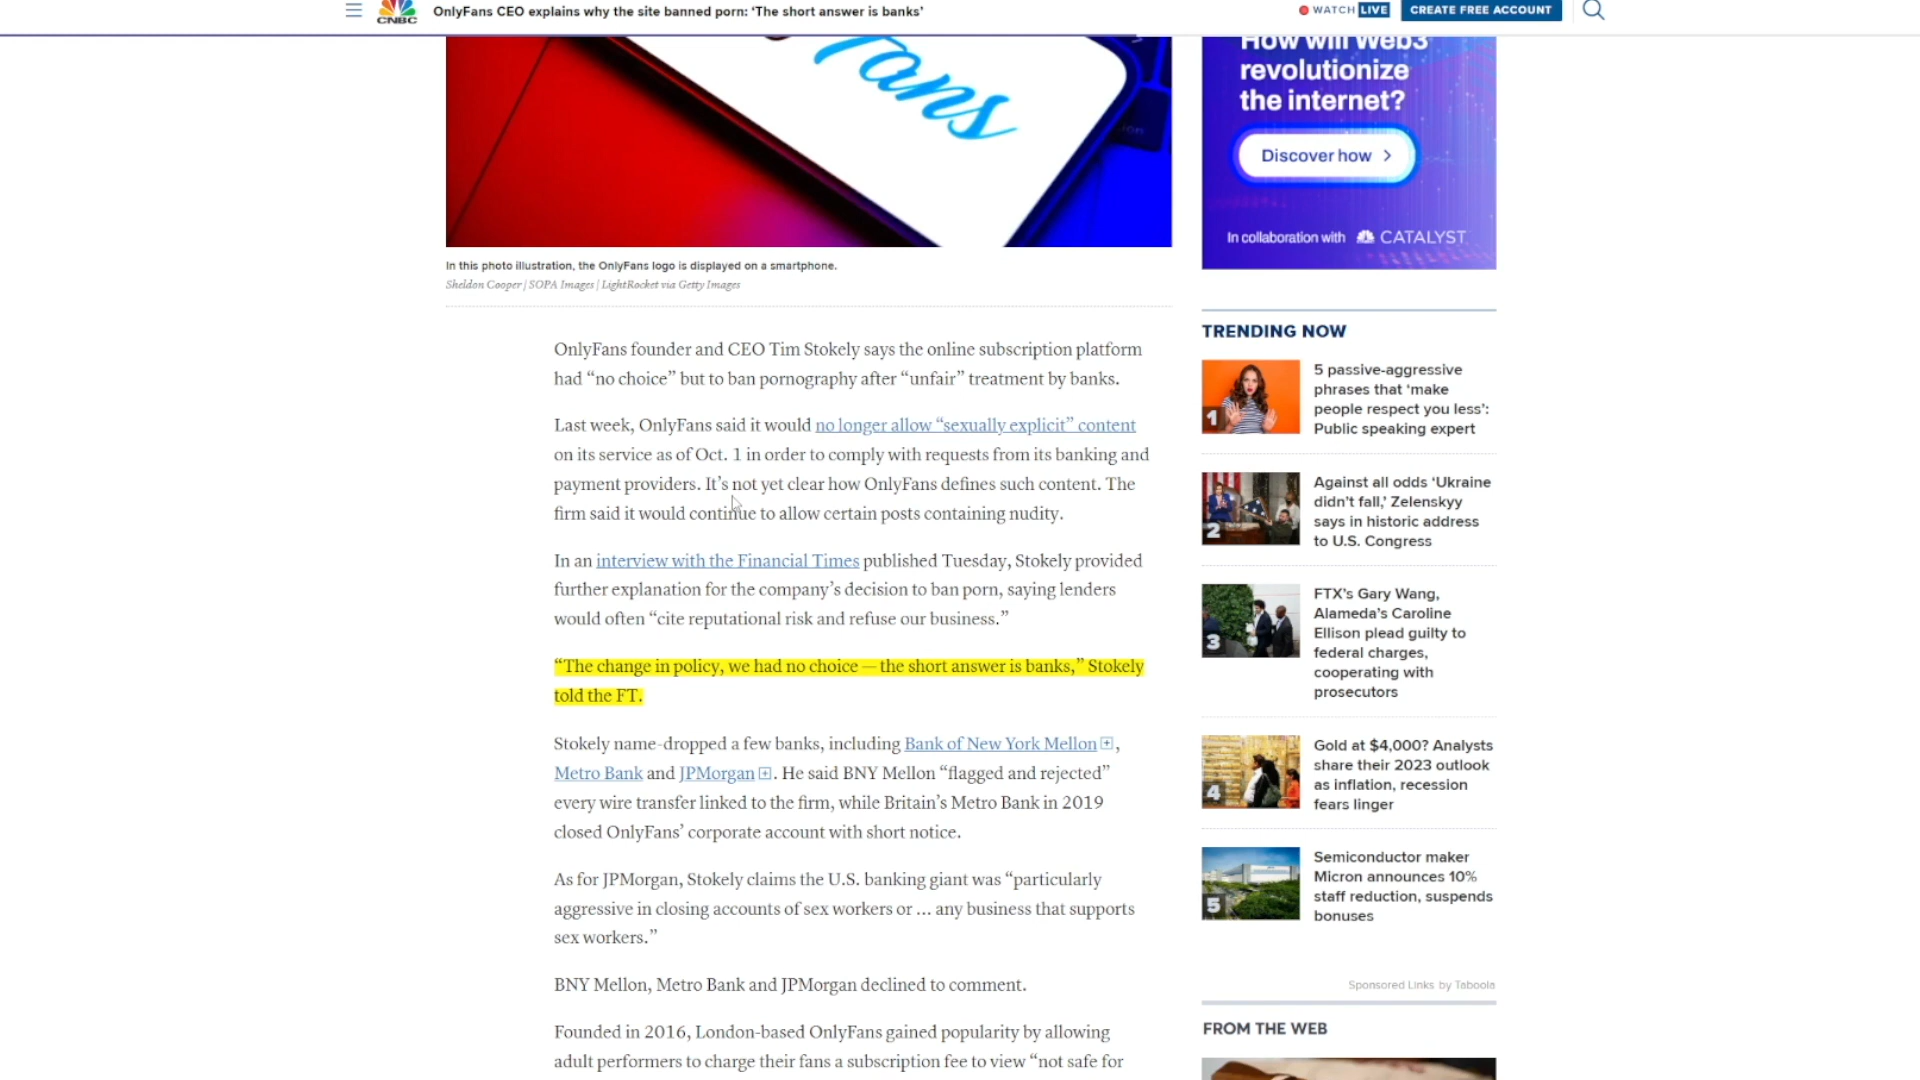 CNBC
OnlyFans CEO explains why the site banned porn: ‘The short answer is banks’
WATCH LIVE
CREATE FREE ACCOUNT
Fans
In this photo illustration, the OnlyFans logo is displayed on a smartphone.
Sheldon Cooper | SOPA Images | LightRocket via Getty Images
OnlyFans founder and CEO Tim Stokely says the online subscription platform
had “no choice” but to ban pornography after “unfair” treatment by banks.
Last week, OnlyFans said it would no longer allow “sexually explicit” content
on its service as of Oct. 1 in order to comply with requests from its banking and
payment providers. It’s not yet clear how OnlyFans defines such content. The
firm said it would continue to allow certain posts containing nudity.
In an interview with the Financial Times published Tuesday, Stokely provided
further explanation for the company’s decision to ban porn, saying lenders
would often “cite reputational risk and refuse our business.”
“The change in policy, we had no choice — the short answer is banks,” Stokely
told the FT.
Stokely name-dropped a few banks, including Bank of New York Mellon,
Metro Bank and JPMorgan. He said BNY Mellon “flagged and rejected”
every wire transfer linked to the firm, while Britain’s Metro Bank in 2019
closed OnlyFans’ corporate account with short notice.
As for JPMorgan, Stokely claims the U.S. banking giant was “particularly
aggressive in closing accounts of sex workers or … any business that supports
sex workers.”
BNY Mellon, Metro Bank and JPMorgan declined to comment.
Founded in 2016, London-based OnlyFans gained popularity by allowing
adult performers to charge their fans a subscription fee to view “not safe for
How will Web3
revolutionize
the internet?
Discover how
In collaboration with CATALYST
TRENDING NOW
1
5 passive-aggressive
phrases that ‘make
people respect you less’:
Public speaking expert
2
Against all odds ‘Ukraine
didn’t fall,’ Zelenskyy
says in historic address
to U.S. Congress
3
FTX’s Gary Wang,
Alameda’s Caroline
Ellison plead guilty to
federal charges,
cooperating with
prosecutors
4
Gold at $4,000? Analysts
share their 2023 outlook
as inflation, recession
fears linger
5
Semiconductor maker
Micron announces 10%
staff reduction, suspends
bonuses
Sponsored Links by Taboola
FROM THE WEB